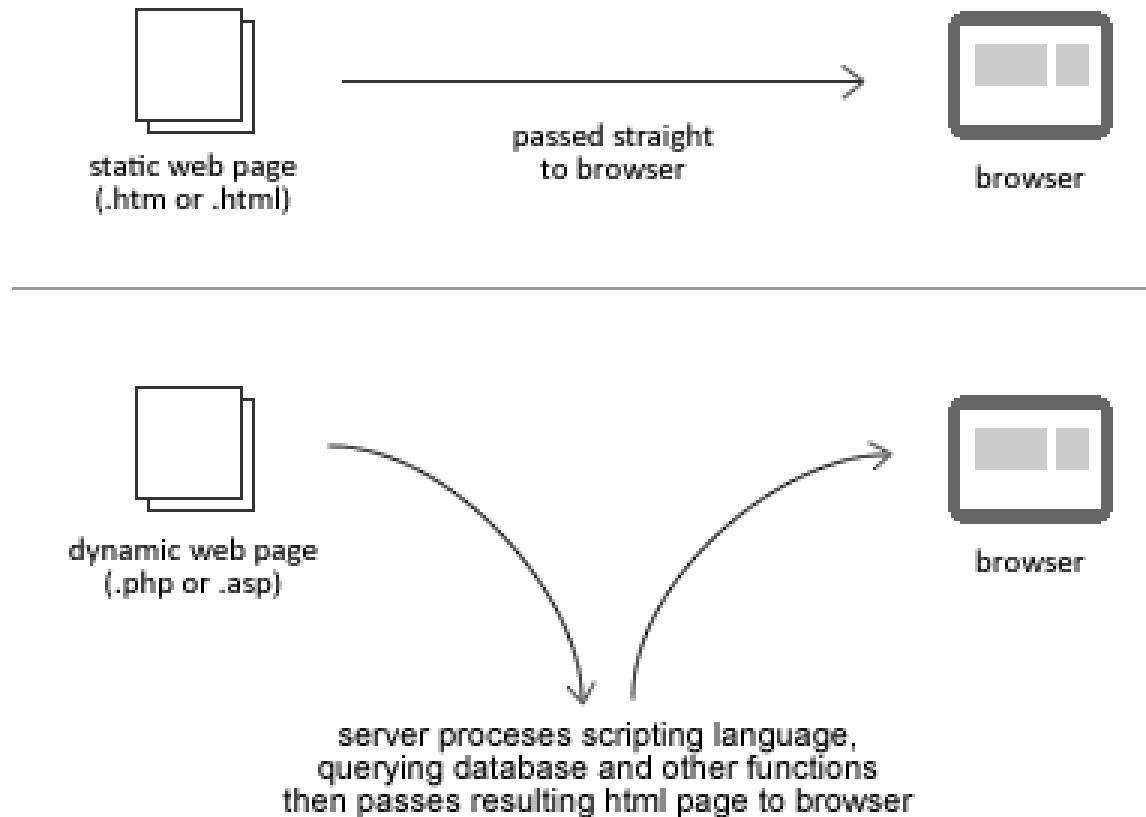 static web page
(.htm or .html)
passed straight
to browser
browser
dynamic web page
(.php or .asp)
browser
server proceses scripting language,
querying database and other functions
then passes resulting html page to browser